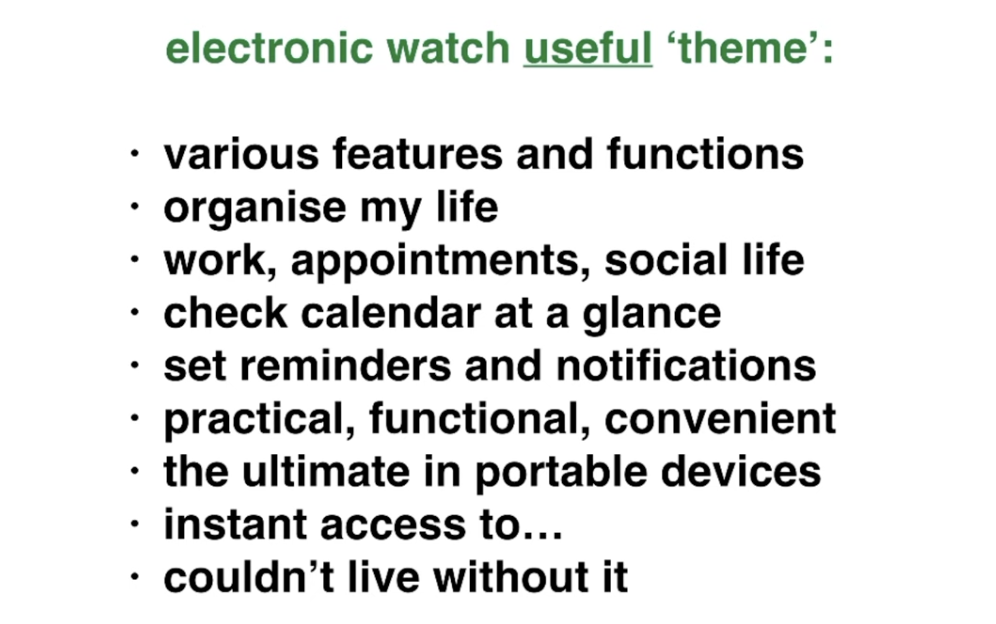 electronic watch useful ‘theme’:
· various features and functions
· organise my life
· work, appointments, social life
· check calendar at a glance
· set reminders and notifications
· practical, functional, convenient
· the ultimate in portable devices
· instant access to…
· couldn’t live without it